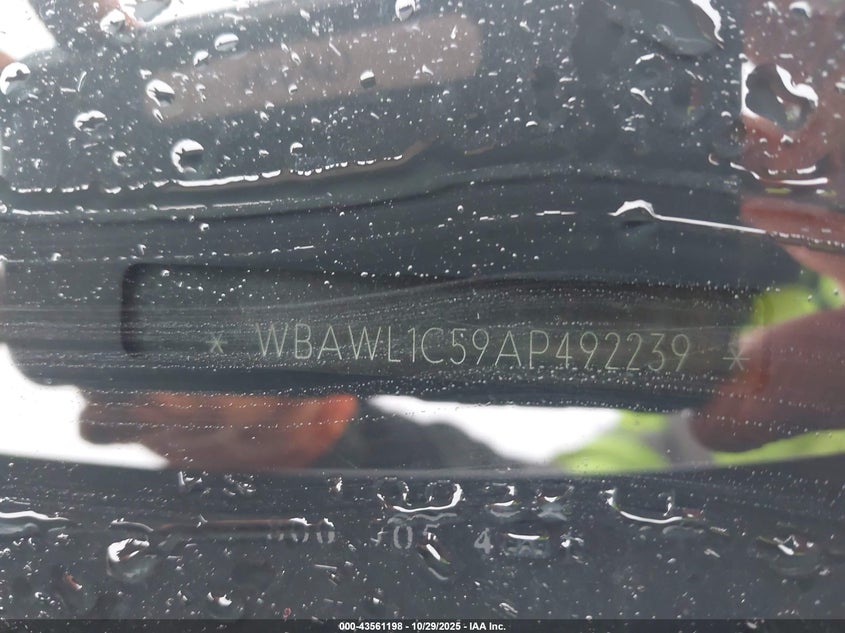 * WBAWL1C59AP492239 *
000-43561198 - 10/29/2025 - IAA Inc.